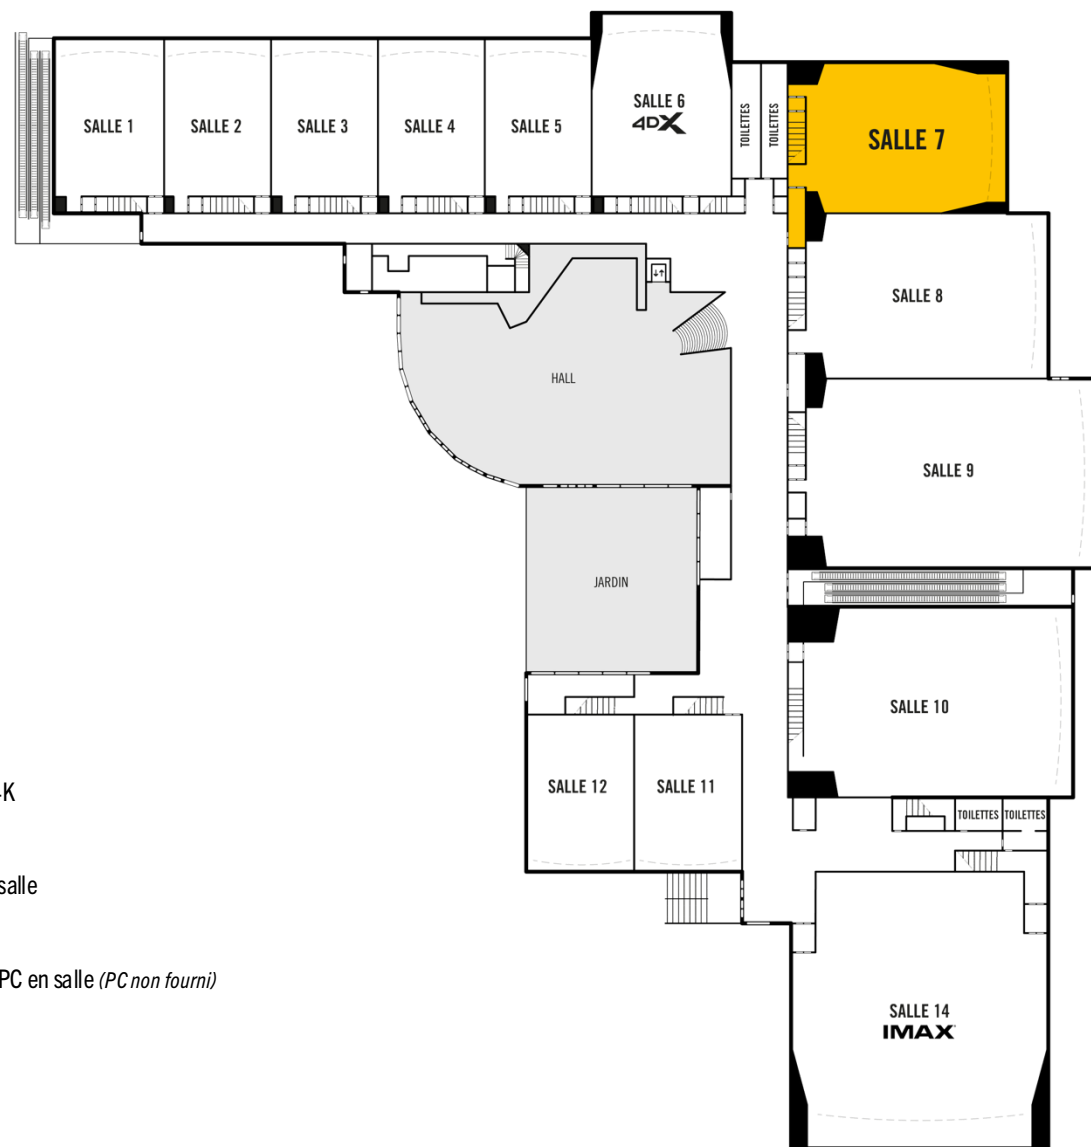 SALLE 1
SALLE 2
SALLE 3
SALLE 4
SALLE 5
SALLE 6
4DX
TOILETTES
TOILETTES
SALLE 7
SALLE 8
HALL
SALLE 9
JARDIN
SALLE 10
SALLE 12
SALLE 11
K
TOILETTES
TOILETTES
salle
PC en salle (PC non fourni)
SALLE 14
IMAX